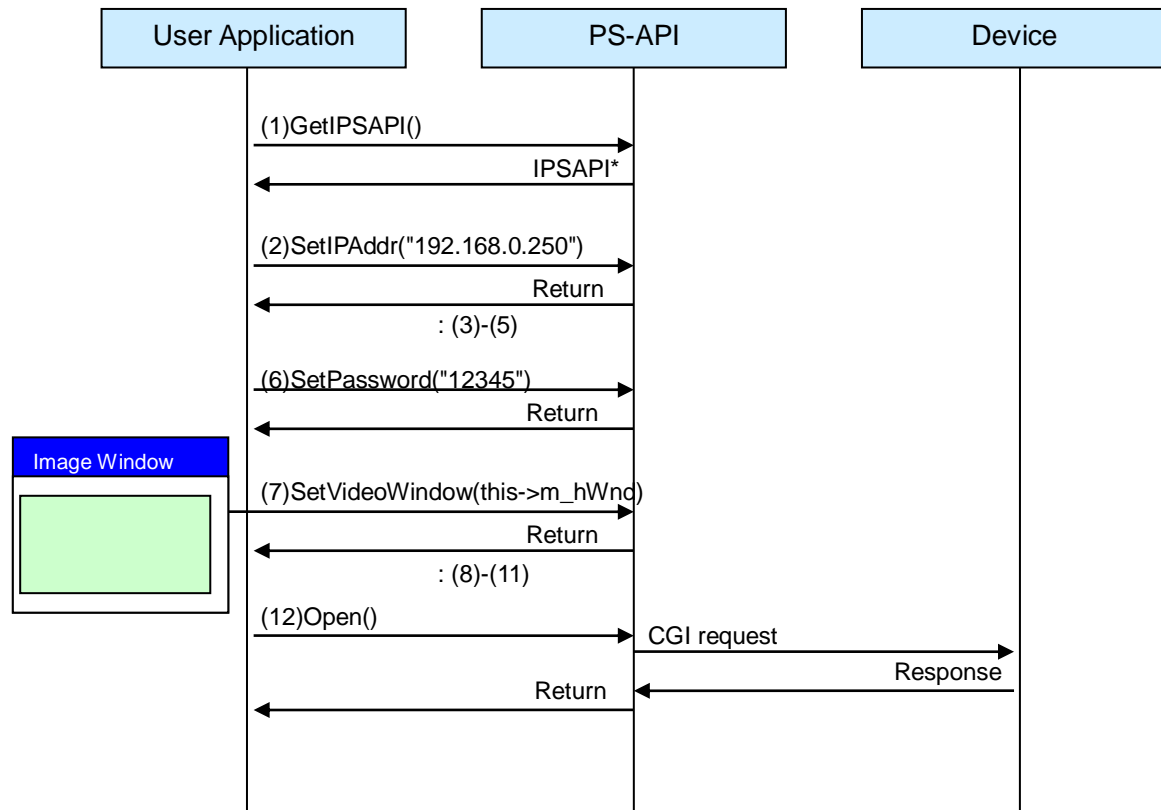 User Application
PS-API
Device
(1)GetIPSAPI()
IPSAPI*
(2)SetIPAddr("192.168.0.250")
Return
: (3)-(5)
(6)SetPassword("12345")
Return
Image Window
(7)SetVideoWindow(this->m_hWnd)
Return
: (8)-(11)
(12)Open()
CGI request
Response
Return